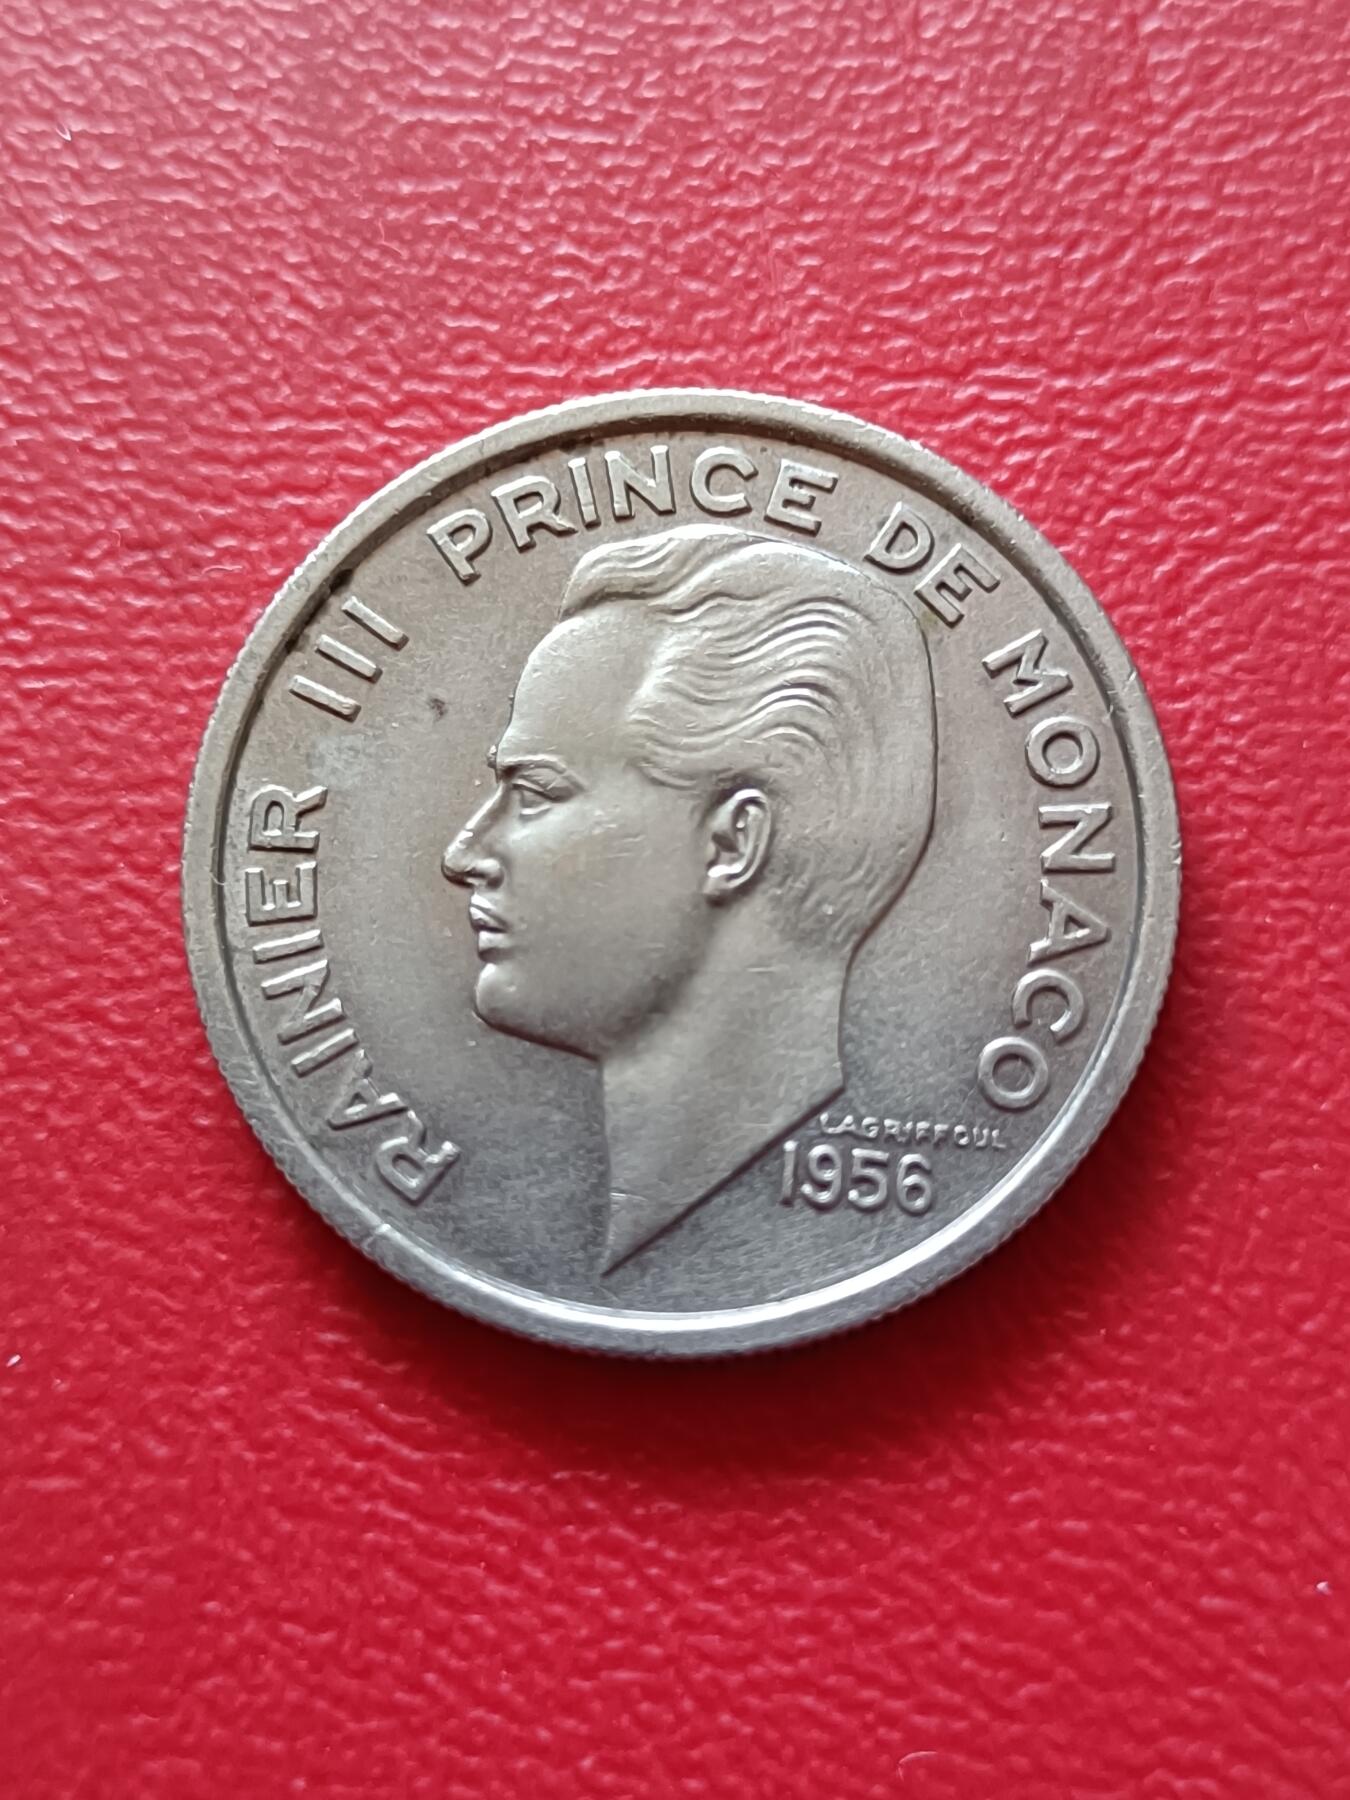 RAINIER III PRINCE DE MONACO
LAGRIFFOUL
1956